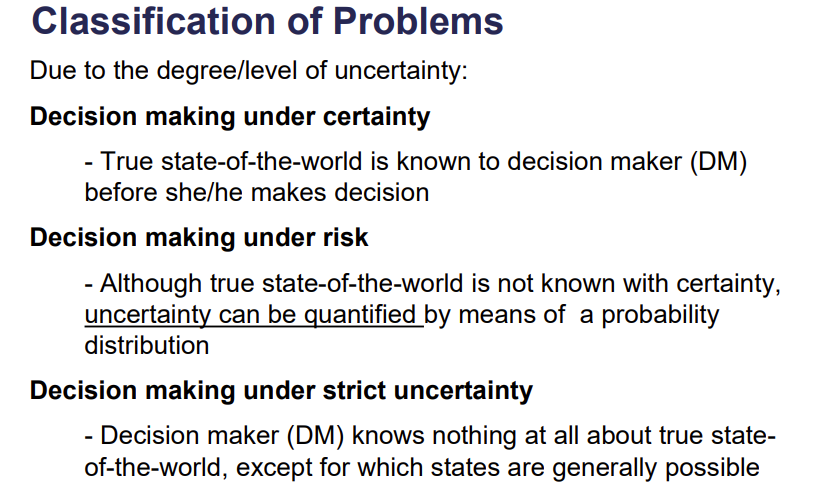 Classification of Problems
Due to the degree/level of uncertainty:
Decision making under certainty
- True state-of-the-world is known to decision maker (DM)
before she/he makes decision
Decision making under risk
- Although true state-of-the-world is not known with certainty,
uncertainty can be quantified by means of a probability
distribution
Decision making under strict uncertainty
- Decision maker (DM) knows nothing at all about true state-
of-the-world, except for which states are generally possible